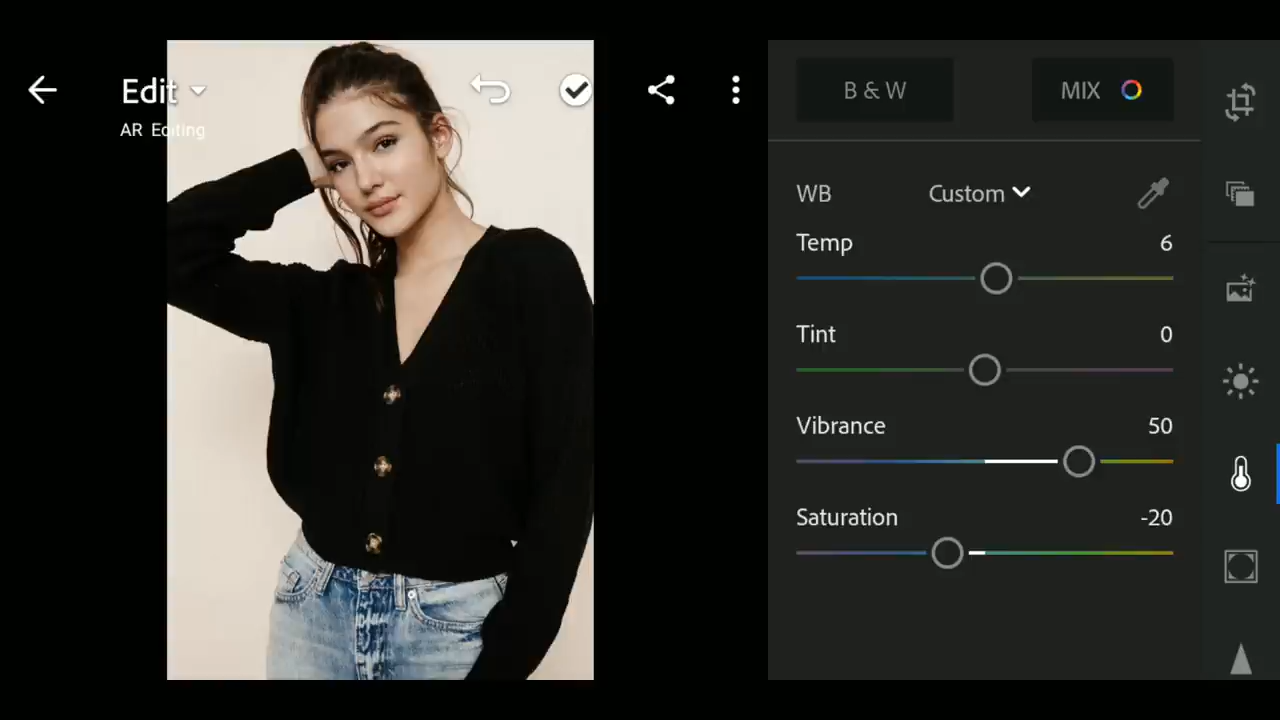 Edit
AR Editing
B & W
MIX
WB
Custom
Temp
6
Tint
0
Vibrance
50
Saturation
-20